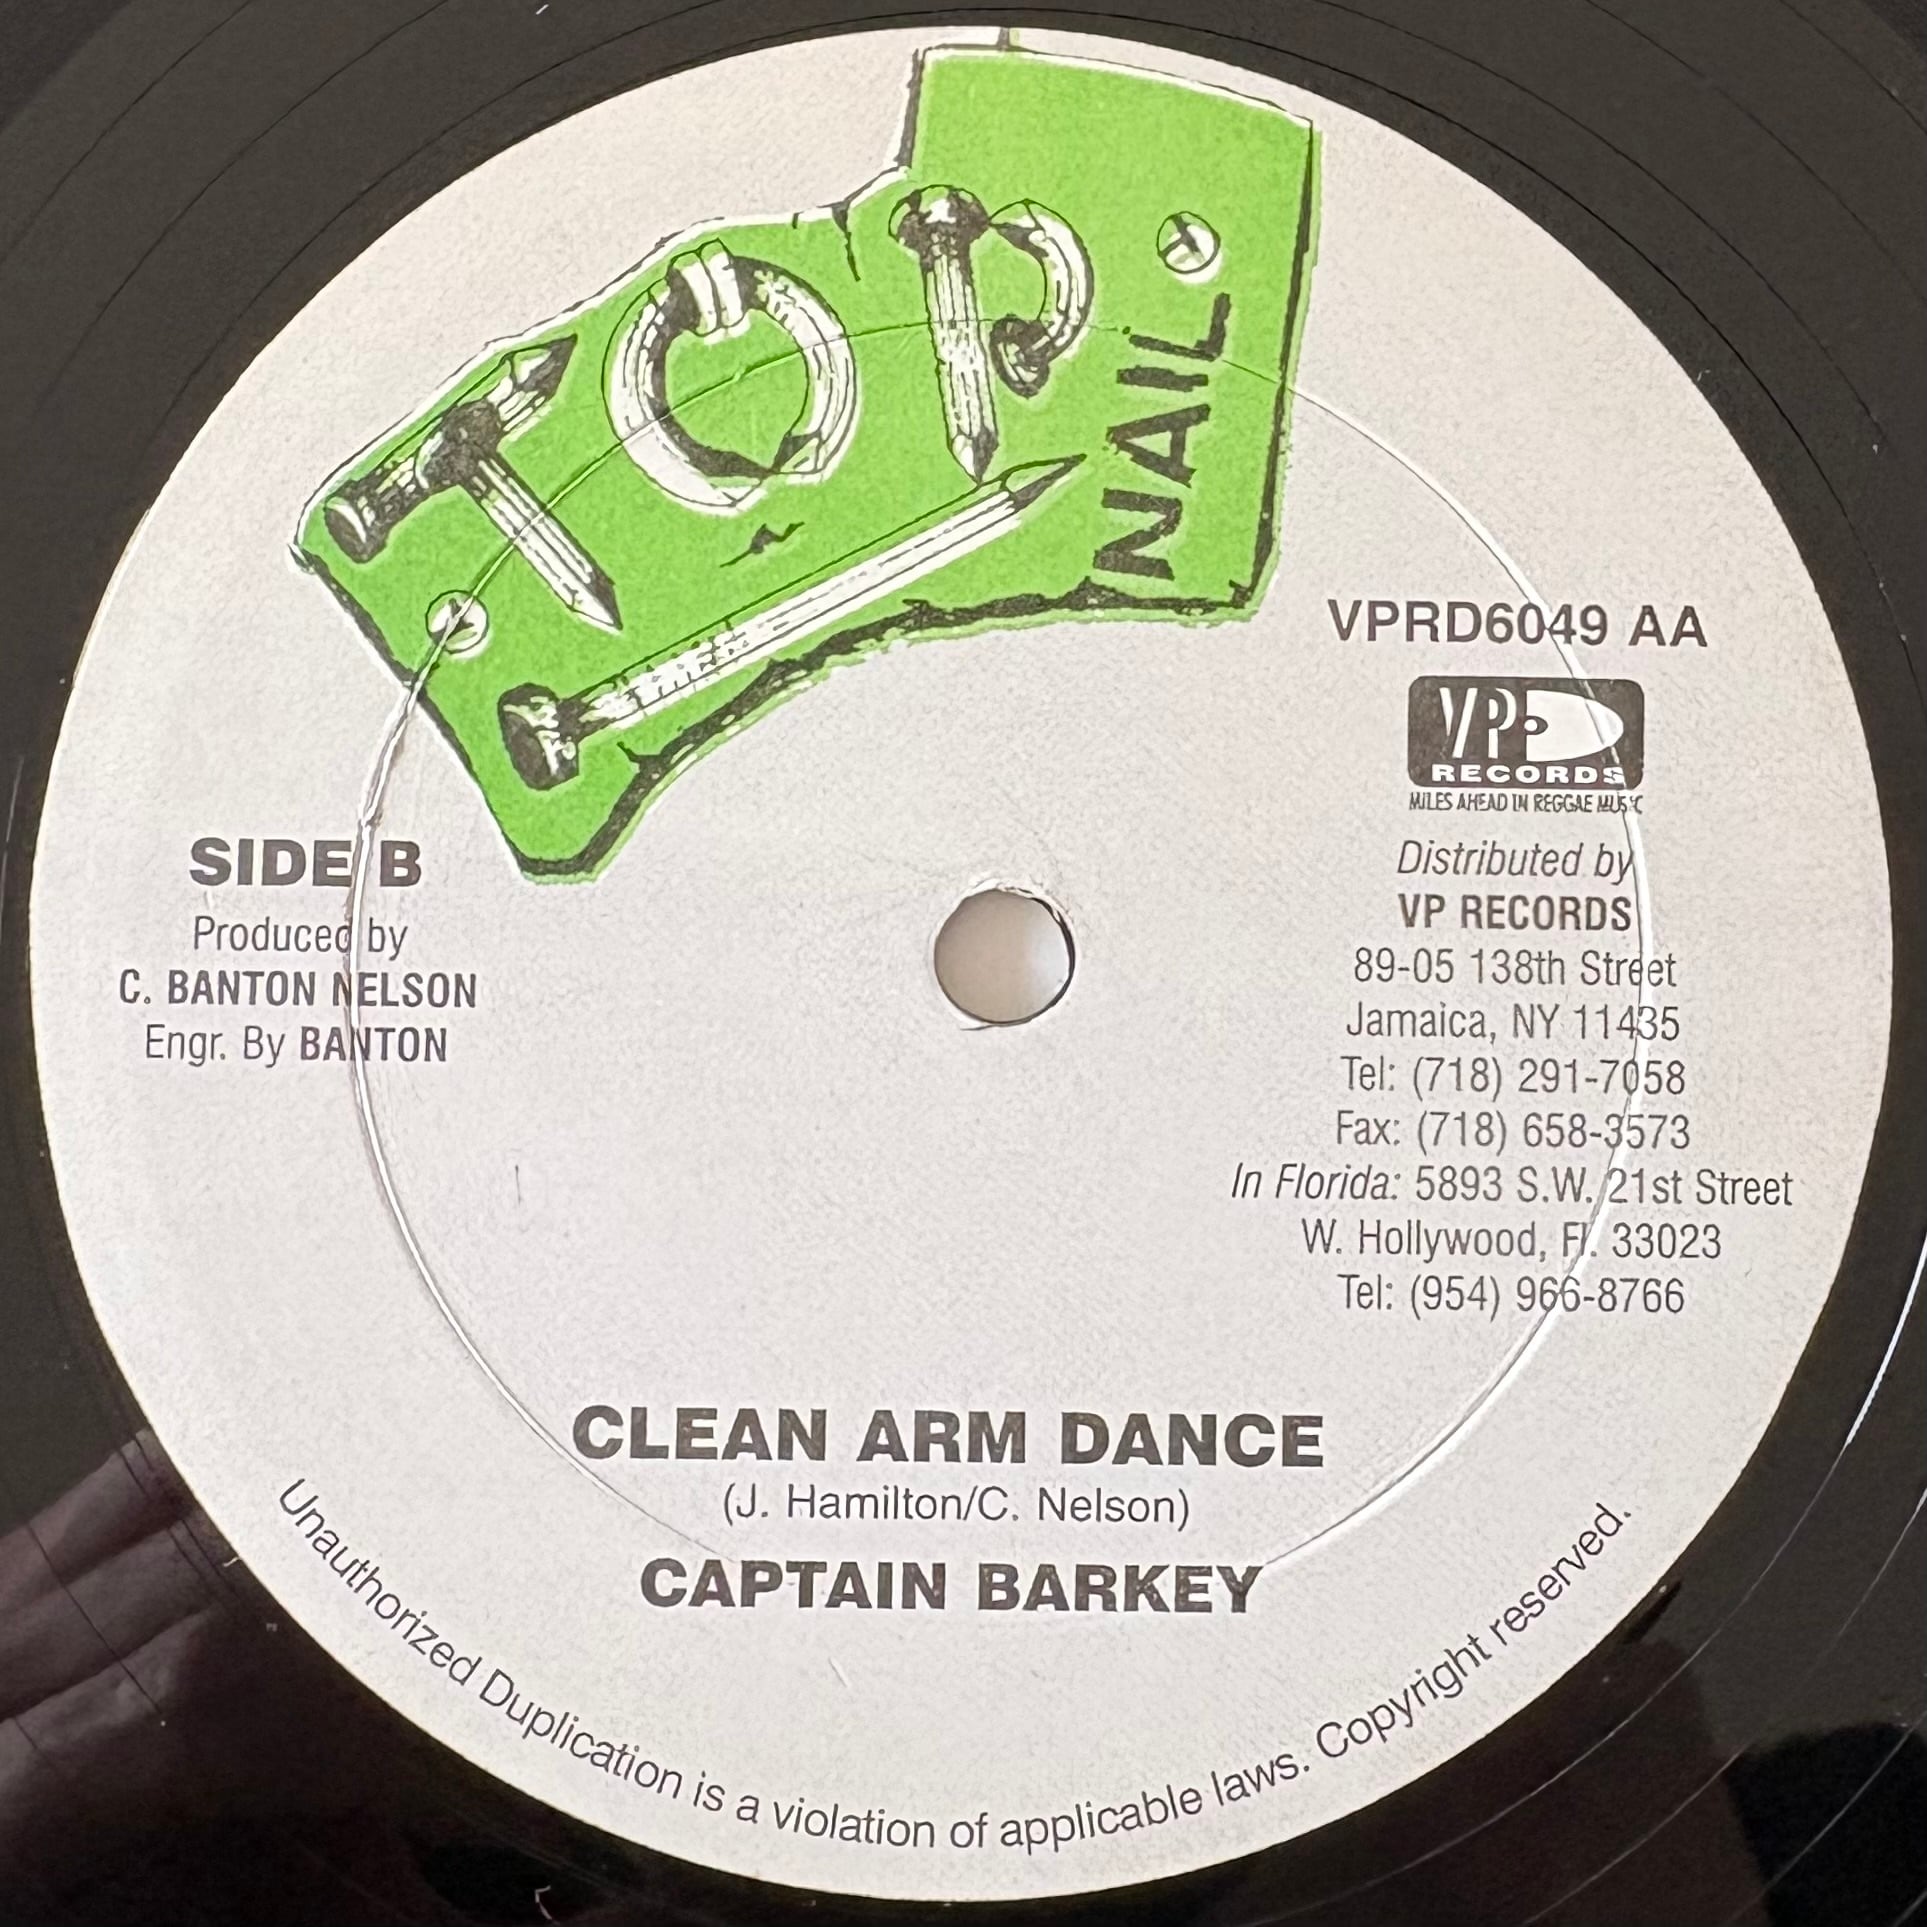 TOP
NAIL
VPRD6049 AA
VP
RECORDS
MILES AHEAD IN REGGAE MUSIC
SIDE B
Produced by
C. BANTON NELSON
Engr. By BANTON
Distributed by
VP RECORDS
89-05 138th Street
Jamaica, NY 11435
Tel: (718) 291-7058
Fax: (718) 658-3573
In Florida: 5893 S.W. 21st Street
W. Hollywood, Fl. 33023
Tel: (954) 966-8766
CLEAN ARM DANCE
(J. Hamilton/C. Nelson)
CAPTAIN BARKEY
Unauthorized Duplication is a violation of applicable laws. Copyright reserved.